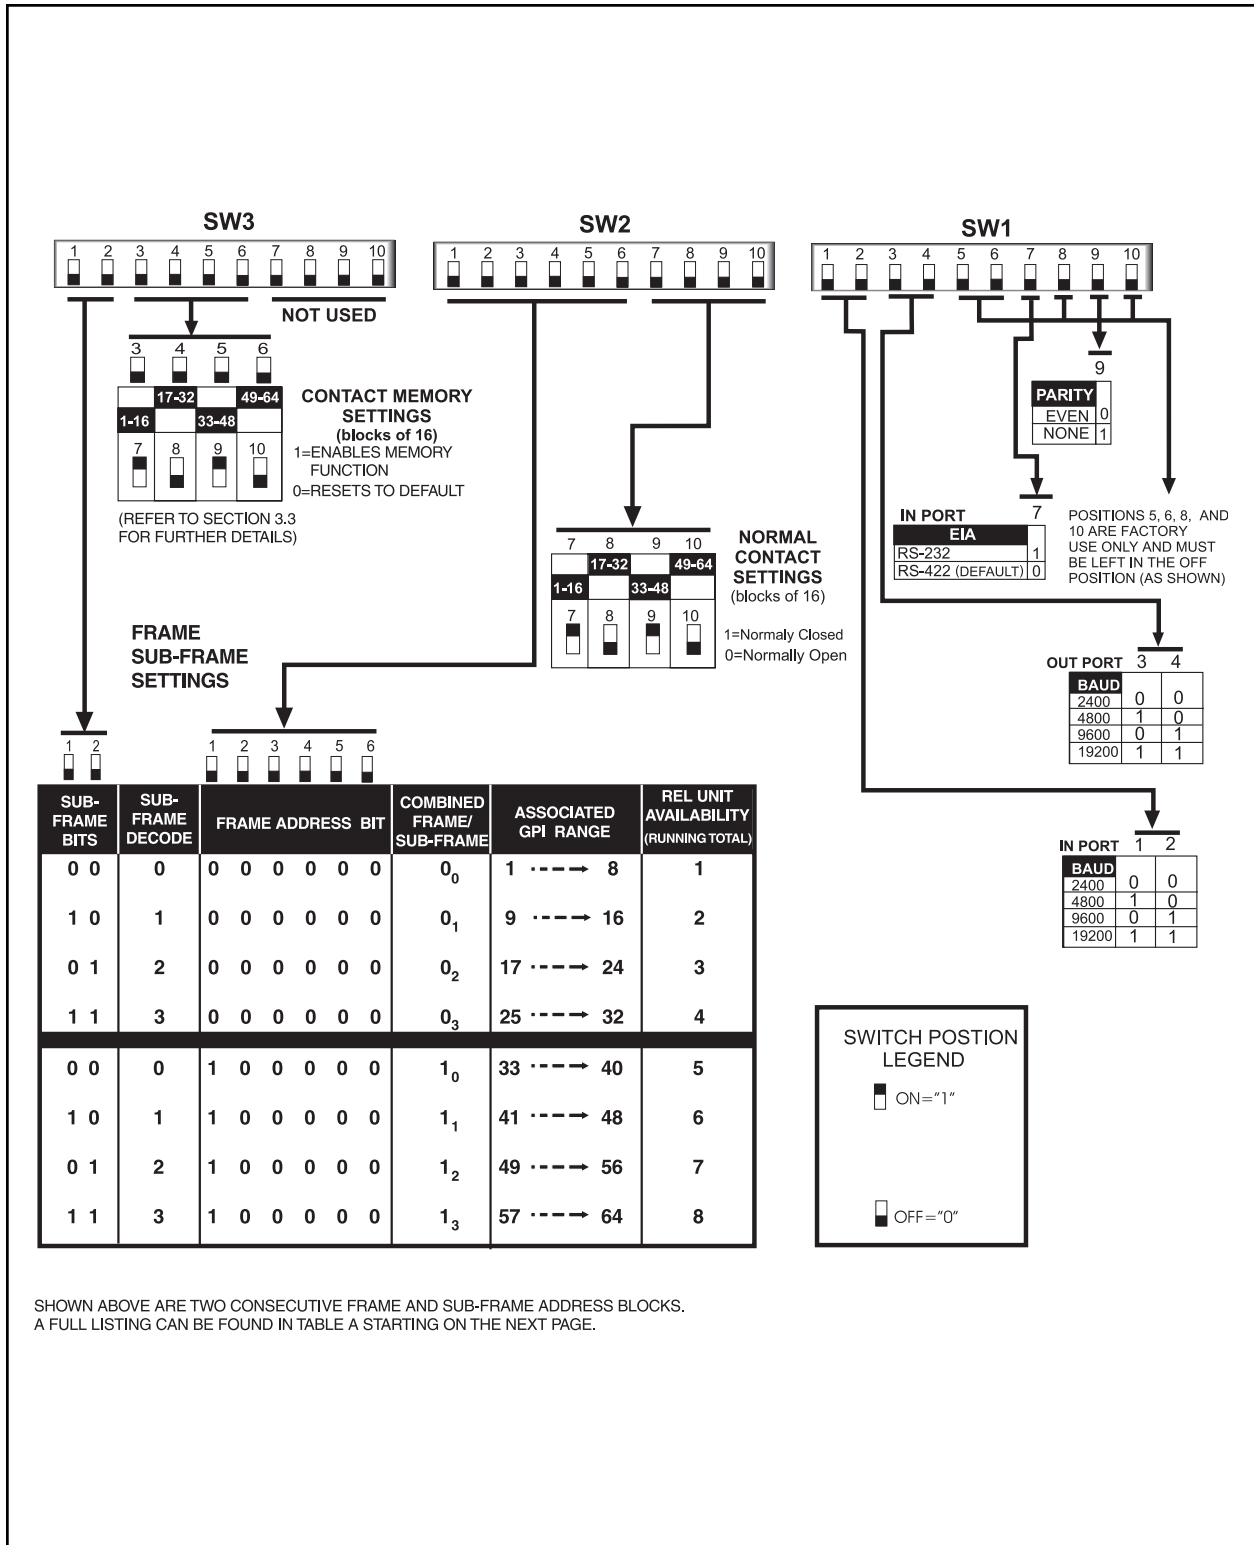 SW3
1 2 3 4 5 6 7 8 9 10
NOT USED
3 4 5 6
17-32 49-64
1-16 33-48
7 8 9 10
CONTACT MEMORY
SETTINGS
(blocks of 16)
1=ENABLES MEMORY
FUNCTION
0=RESETS TO DEFAULT
(REFER TO SECTION 3.3
FOR FURTHER DETAILS)
SW2
1 2 3 4 5 6 7 8 9 10
7 8 9 10
17-32 49-64
1-16 33-48
7 8 9 10
NORMAL
CONTACT
SETTINGS
(blocks of 16)
1=Normaly Closed
0=Normally Open
SW1
1 2 3 4 5 6 7 8 9 10
9
PARITY
EVEN 0
NONE 1
7
IN PORT
EIA
RS-232 1
RS-422 (DEFAULT) 0
POSITIONS 5, 6, 8, AND
10 ARE FACTORY
USE ONLY AND MUST
BE LEFT IN THE OFF
POSITION (AS SHOWN)
OUT PORT 3 4
BAUD
2400 0 0
4800 1 0
9600 0 1
19200 1 1
IN PORT 1 2
BAUD
2400 0 0
4800 1 0
9600 0 1
19200 1 1
FRAME
SUB-FRAME
SETTINGS
1 2
1 2 3 4 5 6
SUB-
FRAME
BITS
SUB-
FRAME
DECODE
FRAME ADDRESS BIT
COMBINED
FRAME/
SUB-FRAME
ASSOCIATED
GPI RANGE
REL UNIT
AVAILABILITY
(RUNNING TOTAL)
0 0 0 0 0 0 0 0 0 0₀ 1 8 1
1 0 1 0 0 0 0 0 0 0₁ 9 16 2
0 1 2 0 0 0 0 0 0 0₂ 17 24 3
1 1 3 0 0 0 0 0 0 0₃ 25 32 4
0 0 0 1 0 0 0 0 0 1₀ 33 40 5
1 0 1 1 0 0 0 0 0 1₁ 41 48 6
0 1 2 1 0 0 0 0 0 1₂ 49 56 7
1 1 3 1 0 0 0 0 0 1₃ 57 64 8
SWITCH POSTION
LEGEND
ON="1"
OFF="0"
SHOWN ABOVE ARE TWO CONSECUTIVE FRAME AND SUB-FRAME ADDRESS BLOCKS.
A FULL LISTING CAN BE FOUND IN TABLE A STARTING ON THE NEXT PAGE.